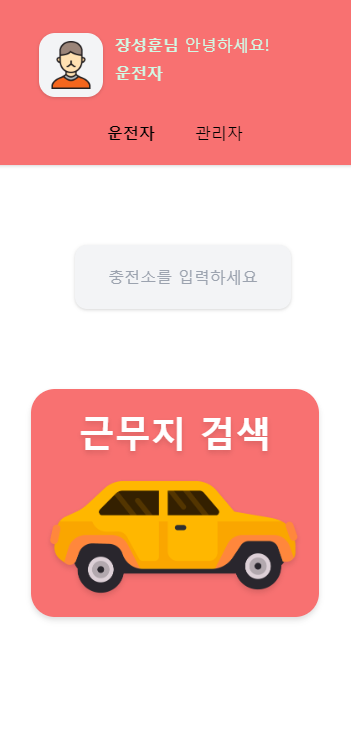 장성훈님 안녕하세요!
운전자
운전자 관리자
충전소를 입력하세요
근무지 검색